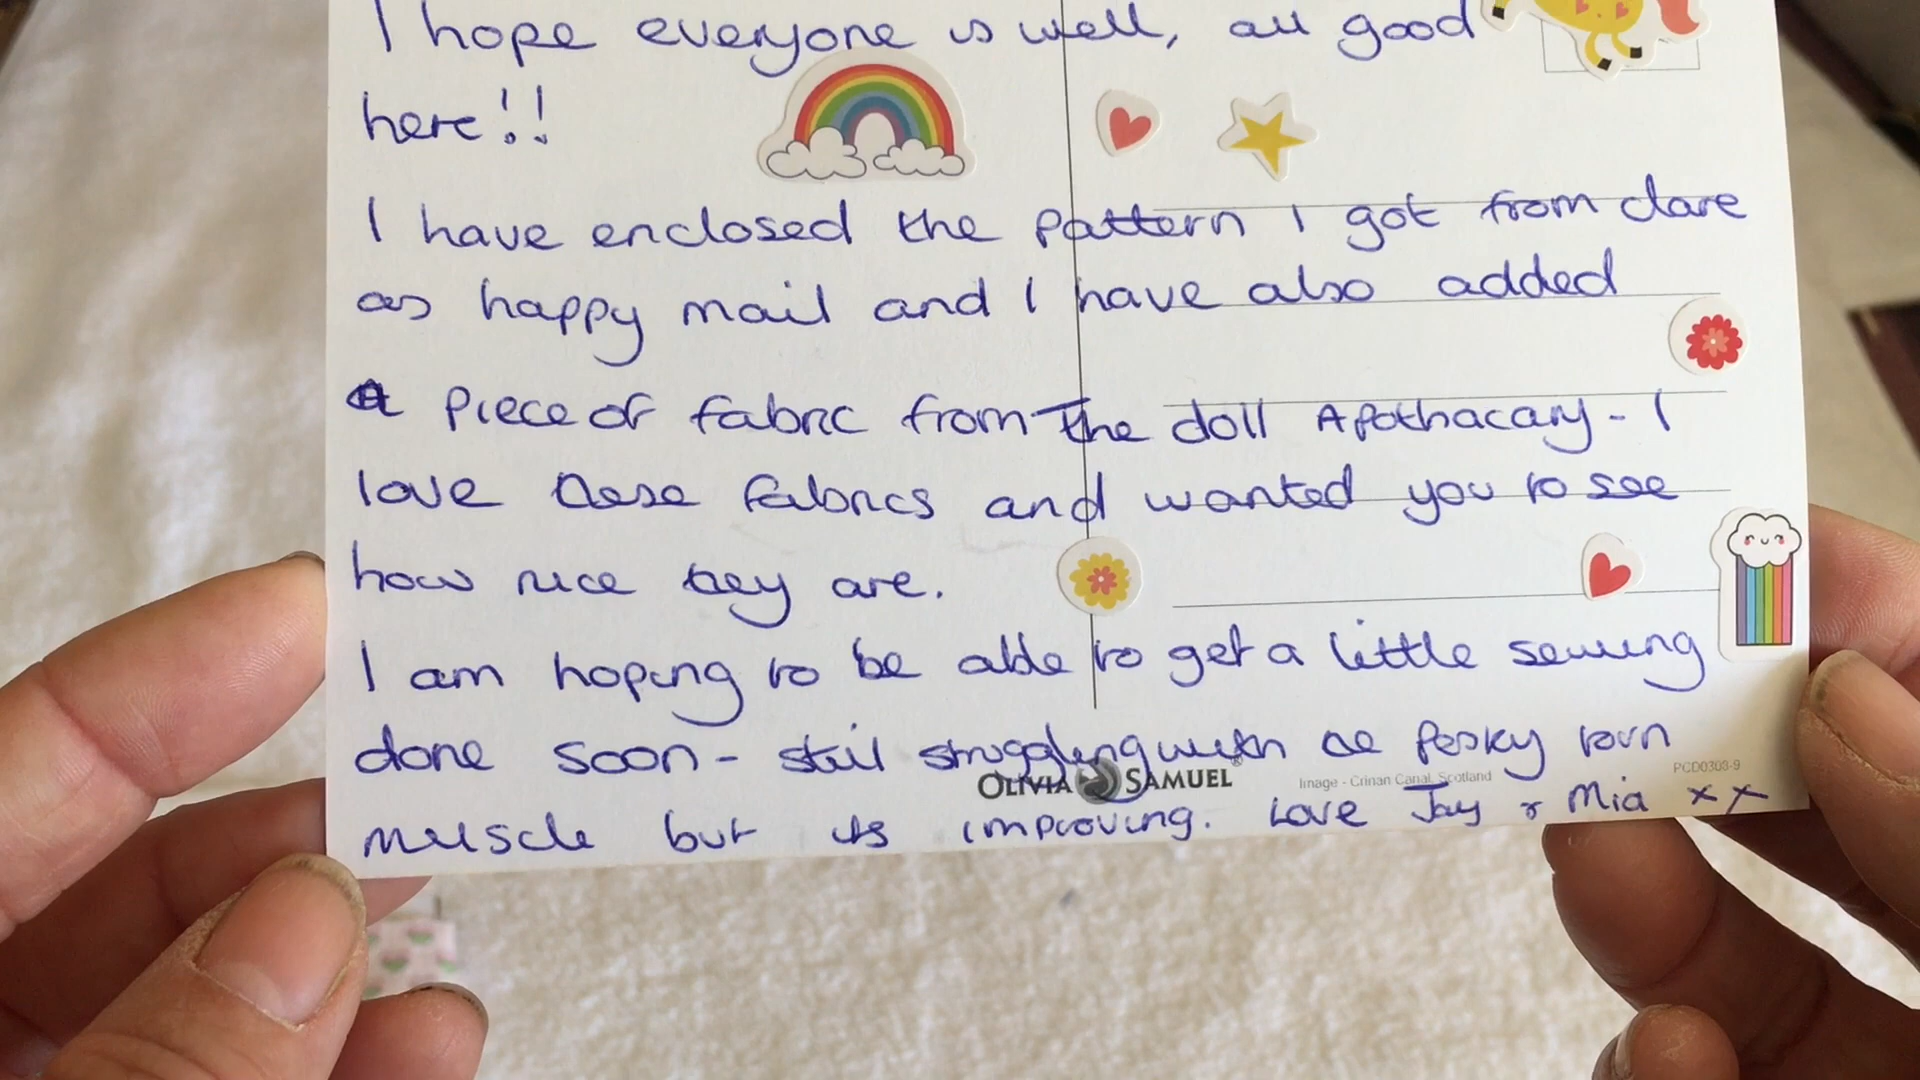 I hope everyone is well, all good
here!!
I have enclosed the pattern I got from clare
as happy mail and I have also added
a piece of fabric from The doll Apothacary - I
love these fabrics and wanted you to see
how nice they are.
I am hoping to be able to get a little sewing
done soon - still struggling with the pesky torn
muscle but its improving. Love Jay & Mia xx
OLIVIA SAMUEL®
Image - Crinan Canal, Scotland
PCD0308-9